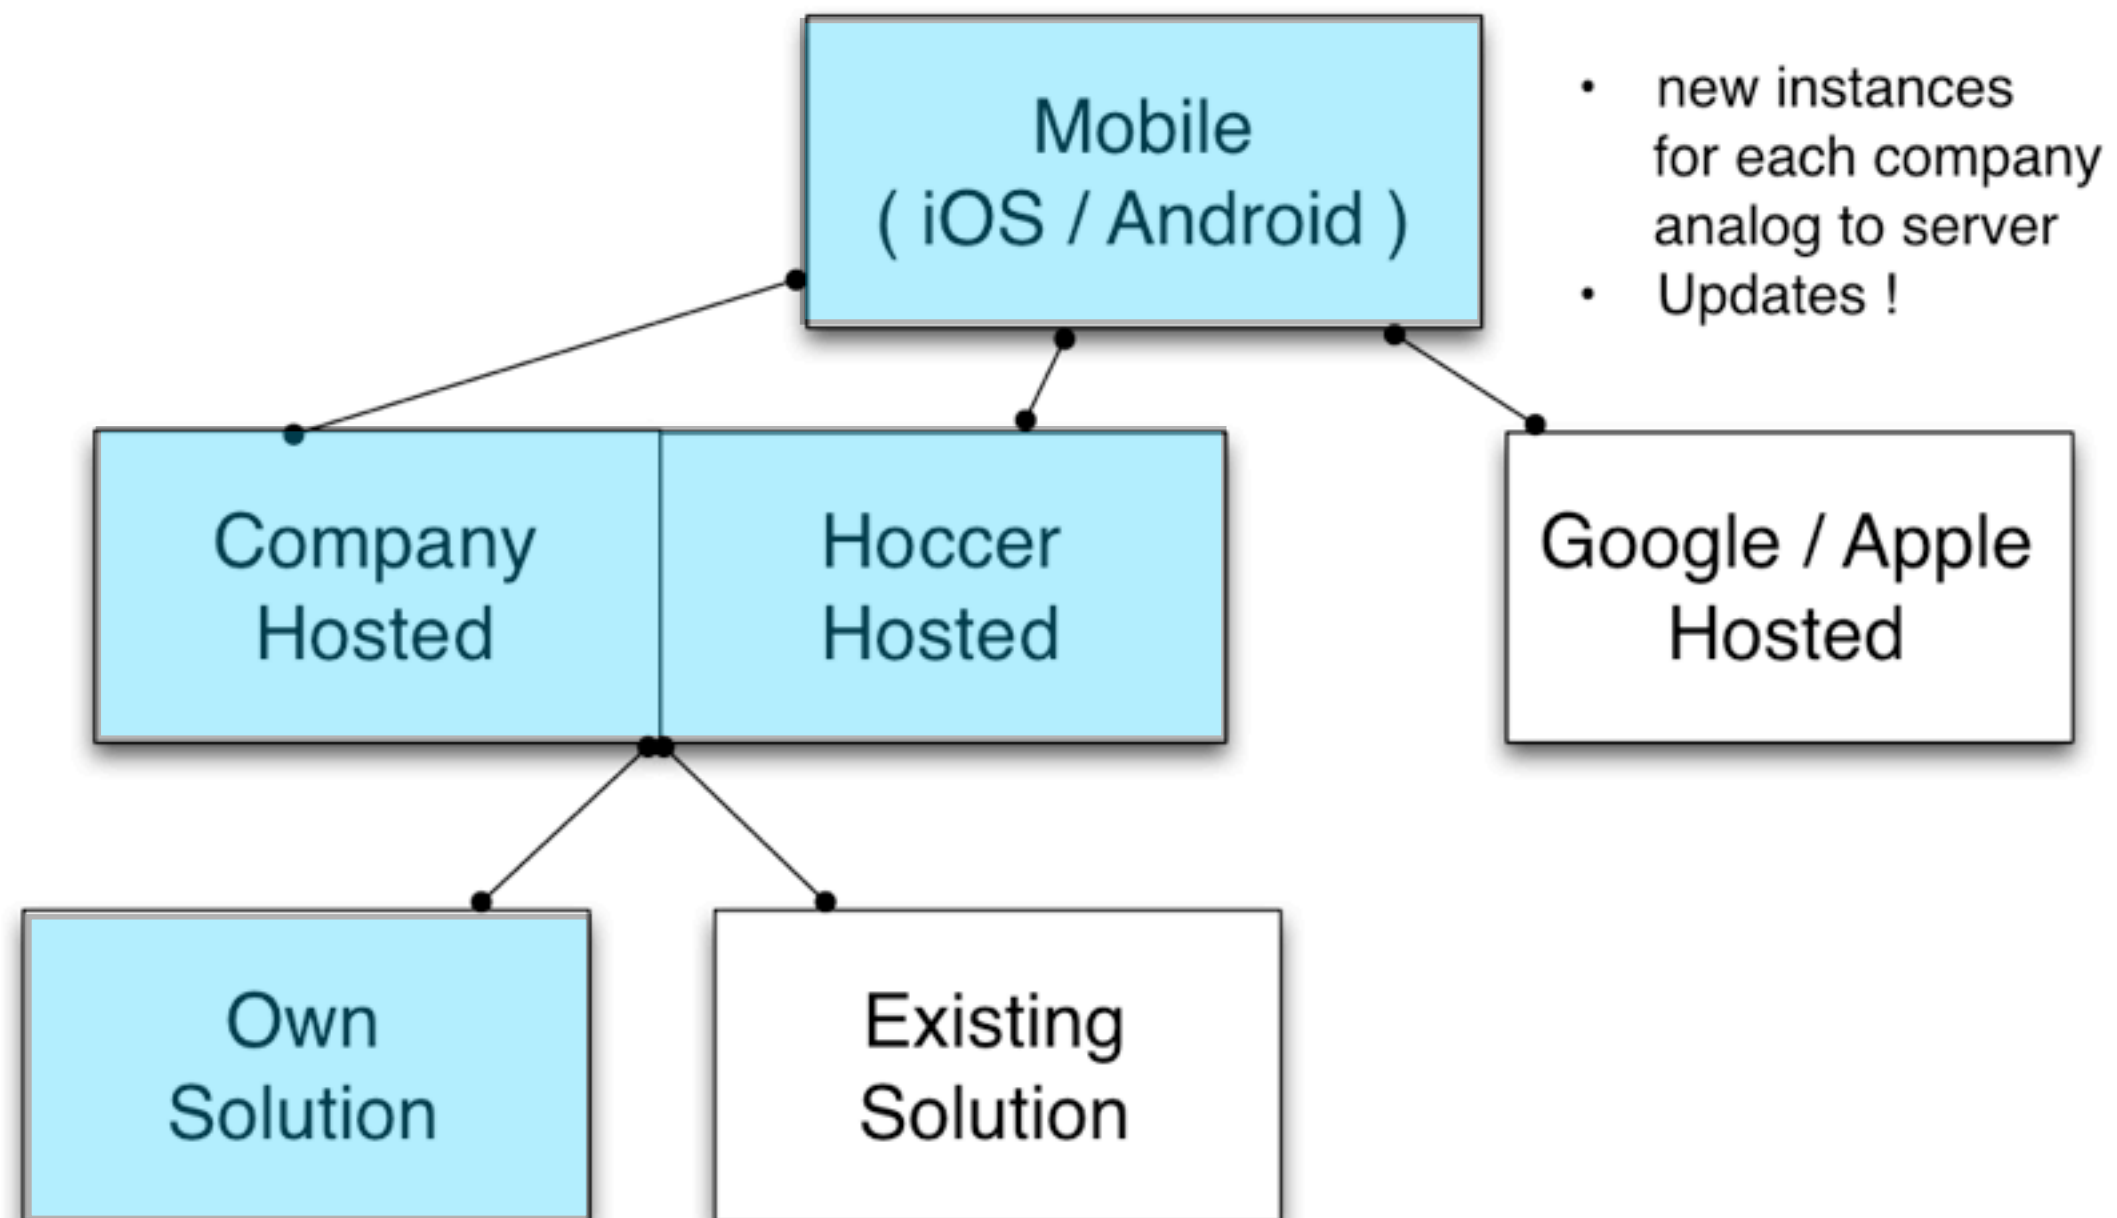 Mobile
( iOS / Android )
• new instances
for each company
analog to server
• Updates !
Company
Hosted
Hoccer
Hosted
Google / Apple
Hosted
Own
Solution
Existing
Solution